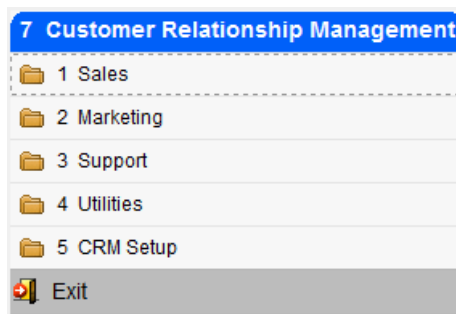 7 Customer Relationship Management
1 Sales
2 Marketing
3 Support
4 Utilities
5 CRM Setup
Exit